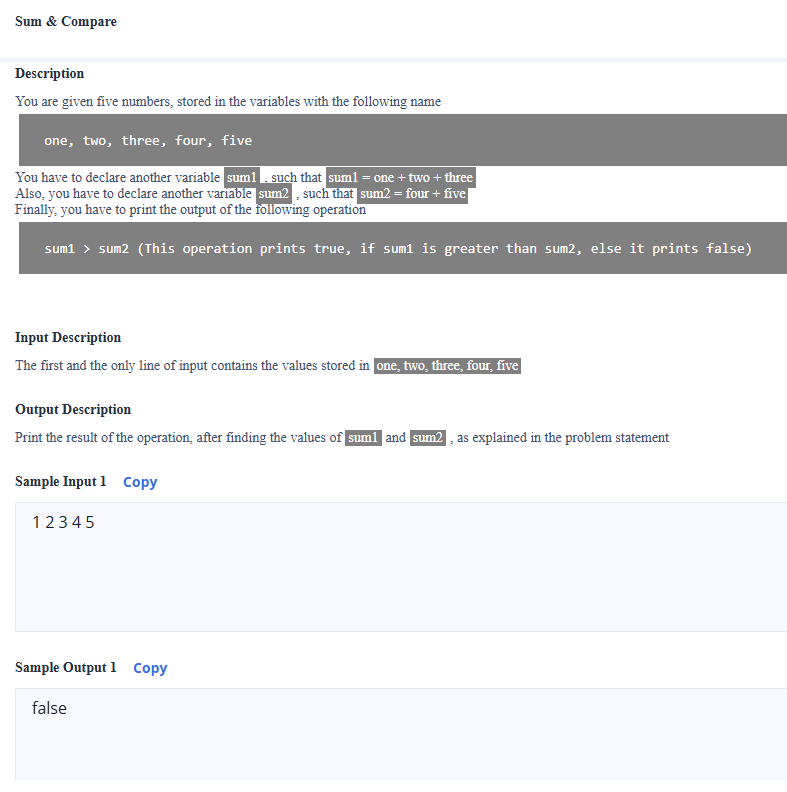 Sum & Compare
Description
You are given five numbers, stored in the variables with the following name
one, two, three, four, five
You have to declare another variable sum1 , such that sum1 = one + two + three
Also, you have to declare another variable sum2 , such that sum2 = four + five
Finally, you have to print the output of the following operation
sum1 > sum2 (This operation prints true, if sum1 is greater than sum2, else it prints false)
Input Description
The first and the only line of input contains the values stored in one, two, three, four, five
Output Description
Print the result of the operation, after finding the values of sum1 and sum2 , as explained in the problem statement
Sample Input 1 Copy
1 2 3 4 5
Sample Output 1 Copy
false